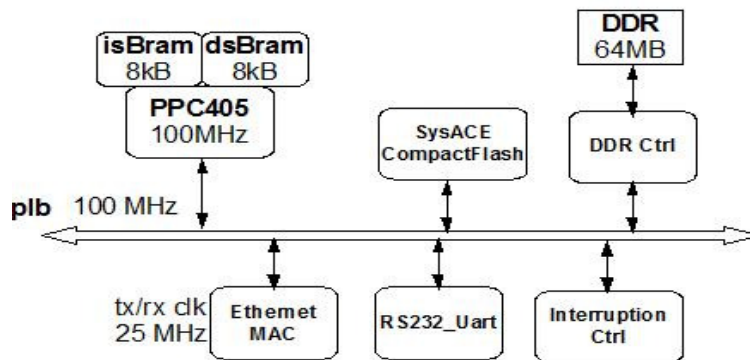 isBram
8kB
dsBram
8kB
PPC405
100MHz
SysACE
CompactFlash
DDR
64MB
DDR Ctrl
plb 100 MHz
tx/rx clk
25 MHz
Ethernet
MAC
RS232_Uart
Interruption
Ctrl